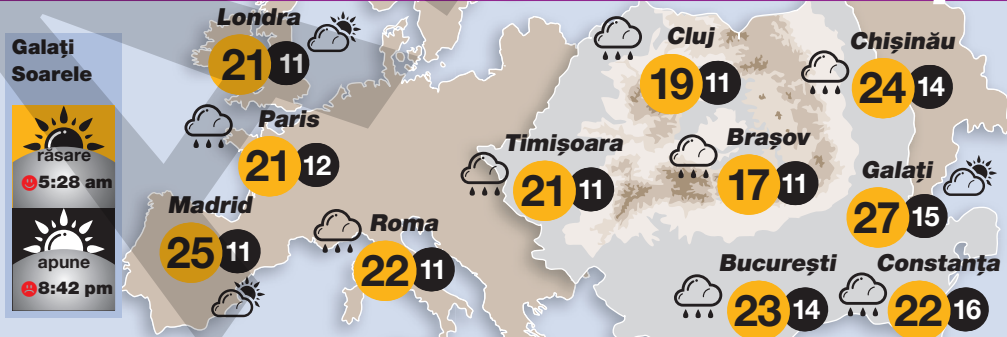 Galați
Soarele
răsare
5:28 am
apune
8:42 pm
Londra
21 11
Paris
21 12
Madrid
25 11
Roma
22 11
Timișoara
21 11
Cluj
19 11
Brașov
17 11
Chișinău
24 14
Galați
27 15
București
23 14
Constanța
22 16